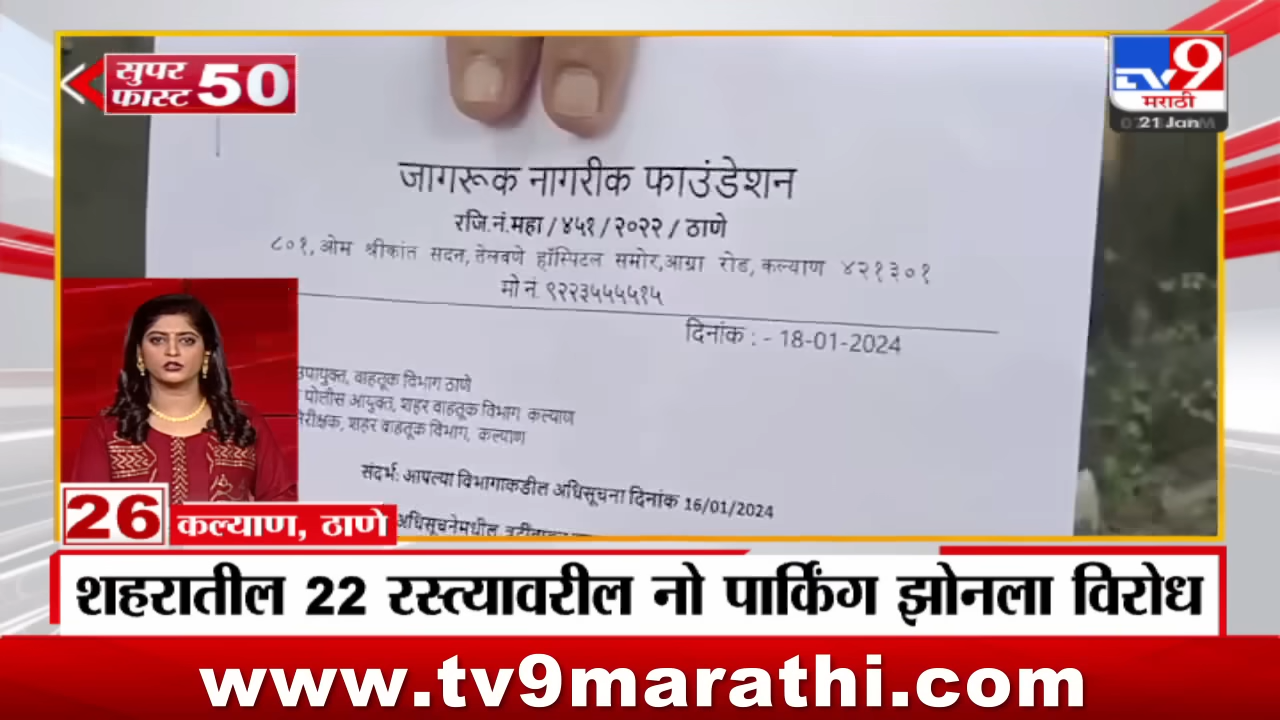 सुपर
फास्ट 50
TV9
मराठी
21 Jan
जागरूक नागरीक फाउंडेशन
रजि.नं.महा / ४५१ / २०२२ / ठाणे
८०१, ओम श्रीकांत सदन, तेलवणे हॉस्पिटल समोर,आग्रा रोड, कल्याण ४२१३०१
मो नं. ९२२३५५५५१५
दिनांक : - 18-01-2024
उपायुक्त, वाहतूक विभाग ठाणे
पोलीस आयुक्त, शहर वाहतूक विभाग कल्याण
शहर वाहतूक विभाग, कल्याण
संदर्भ: आपल्या विभागाकडील अधिसूचना दिनांक 16/01/2024
अधिसूचनेमधील
26 कल्याण, ठाणे
शहरातील 22 रस्त्यावरील नो पार्किंग झोनला विरोध
www.tv9marathi.com